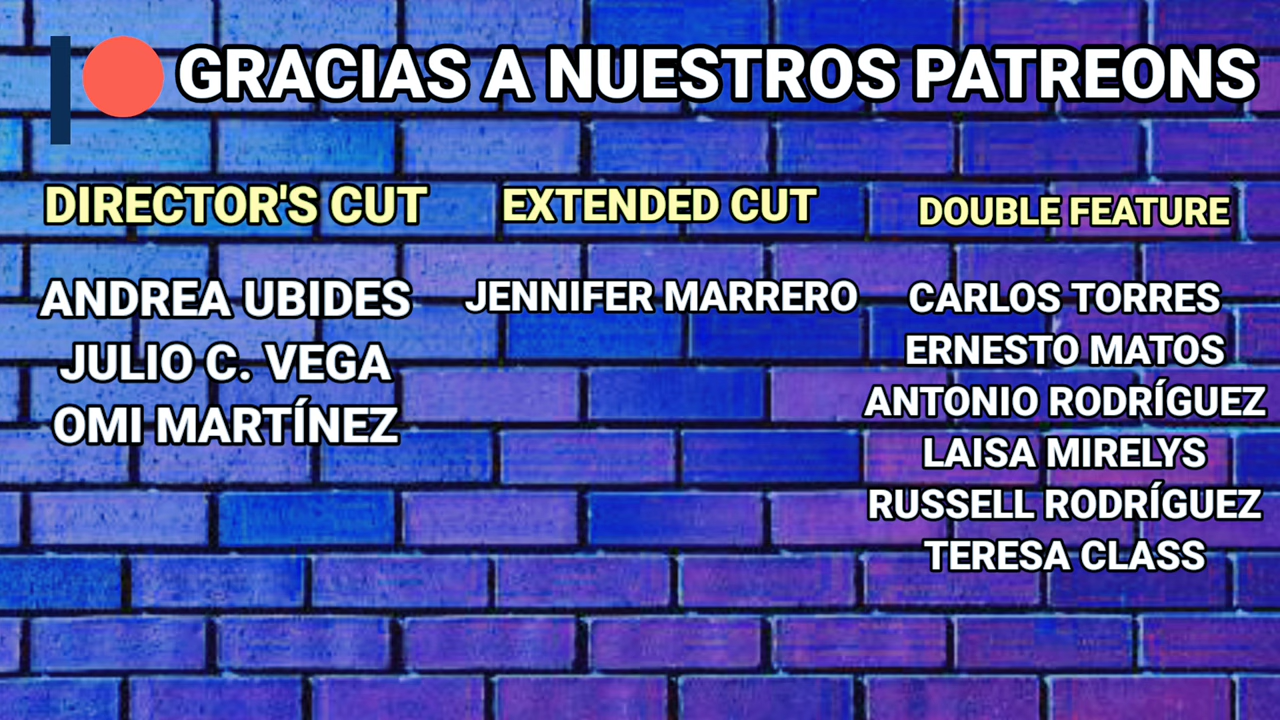 GRACIAS A NUESTROS PATREONS
DIRECTOR'S CUT
ANDREA UBIDES
JULIO C. VEGA
OMI MARTÍNEZ
EXTENDED CUT
JENNIFER MARRERO
DOUBLE FEATURE
CARLOS TORRES
ERNESTO MATOS
ANTONIO RODRÍGUEZ
LAISA MIRELYS
RUSSELL RODRÍGUEZ
TERESA CLASS